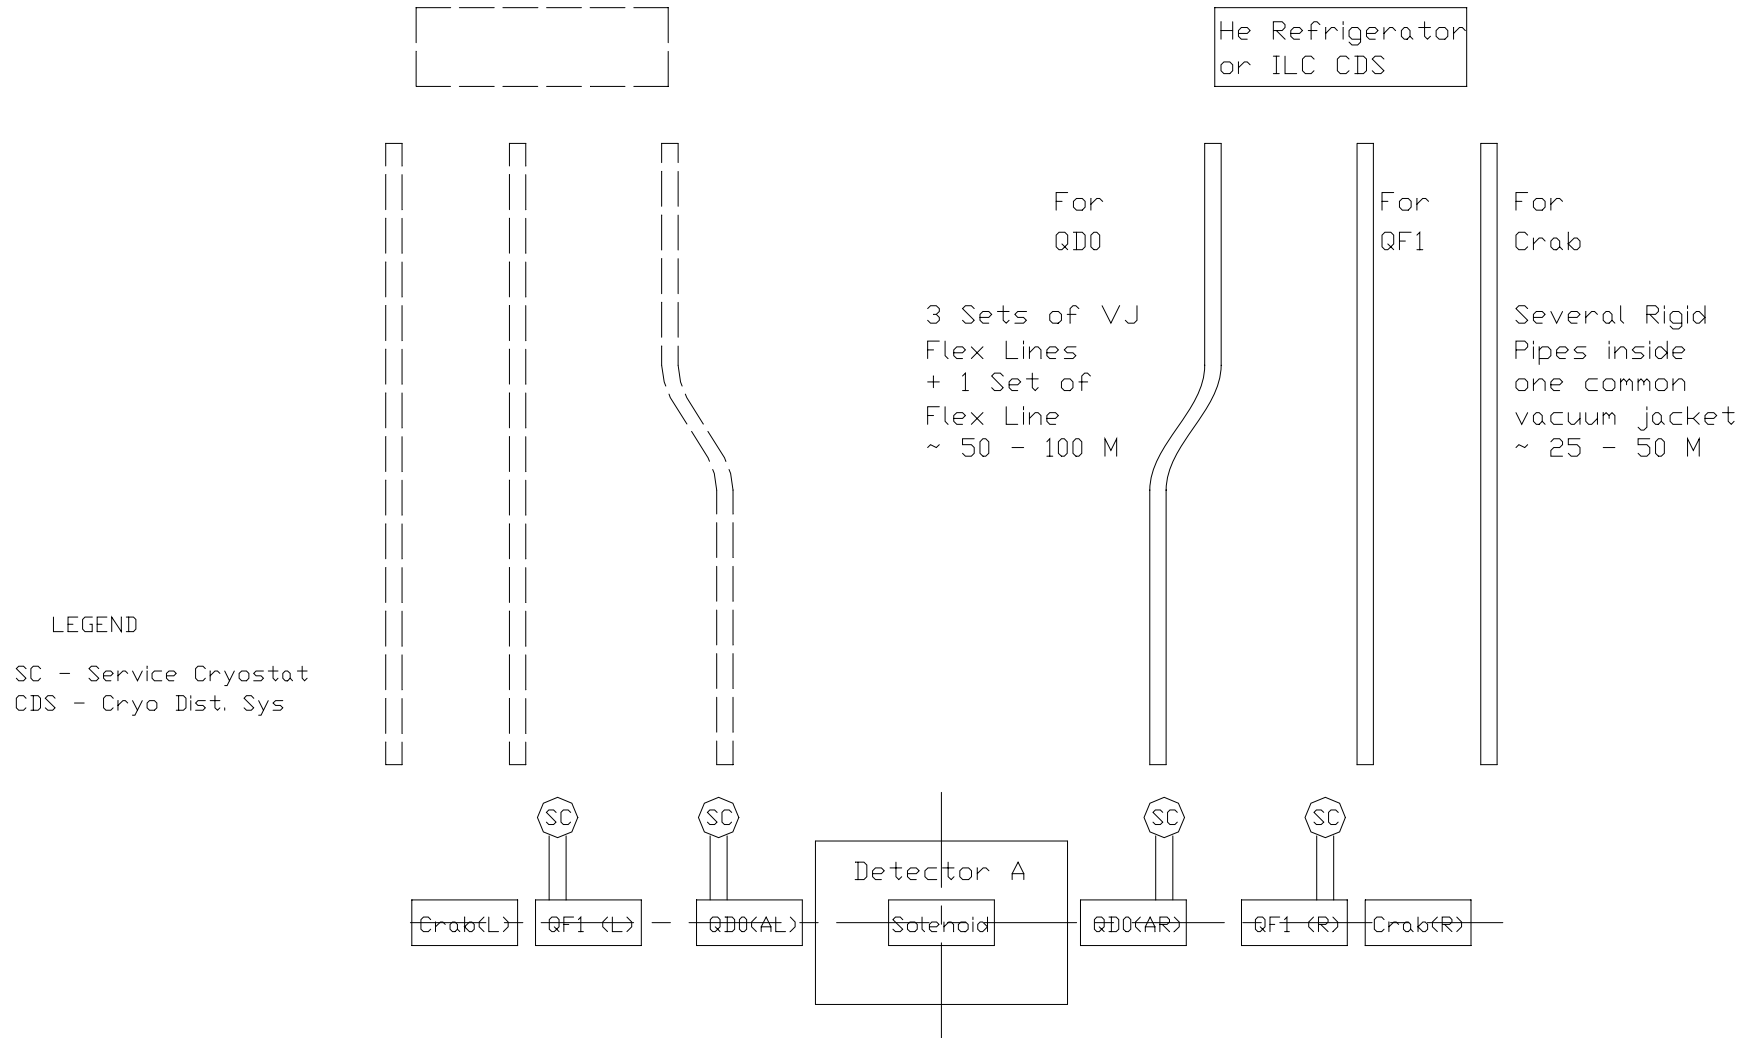 He Refrigerator
or ILC CDS
For
QD0
For
QF1
For
Crab
3 Sets of VJ
Flex Lines
+ 1 Set of
Flex Line
~ 50 - 100 M
Several Rigid
Pipes inside
one common
vacuum jacket
~ 25 - 50 M
LEGEND
SC - Service Cryostat
CDS - Cryo Dist. Sys
SC
SC
SC
SC
Detector A
Crab(L)
QF1 (L)
QD0(AL)
Solenoid
QD0(AR)
QF1 (R)
Crab(R)